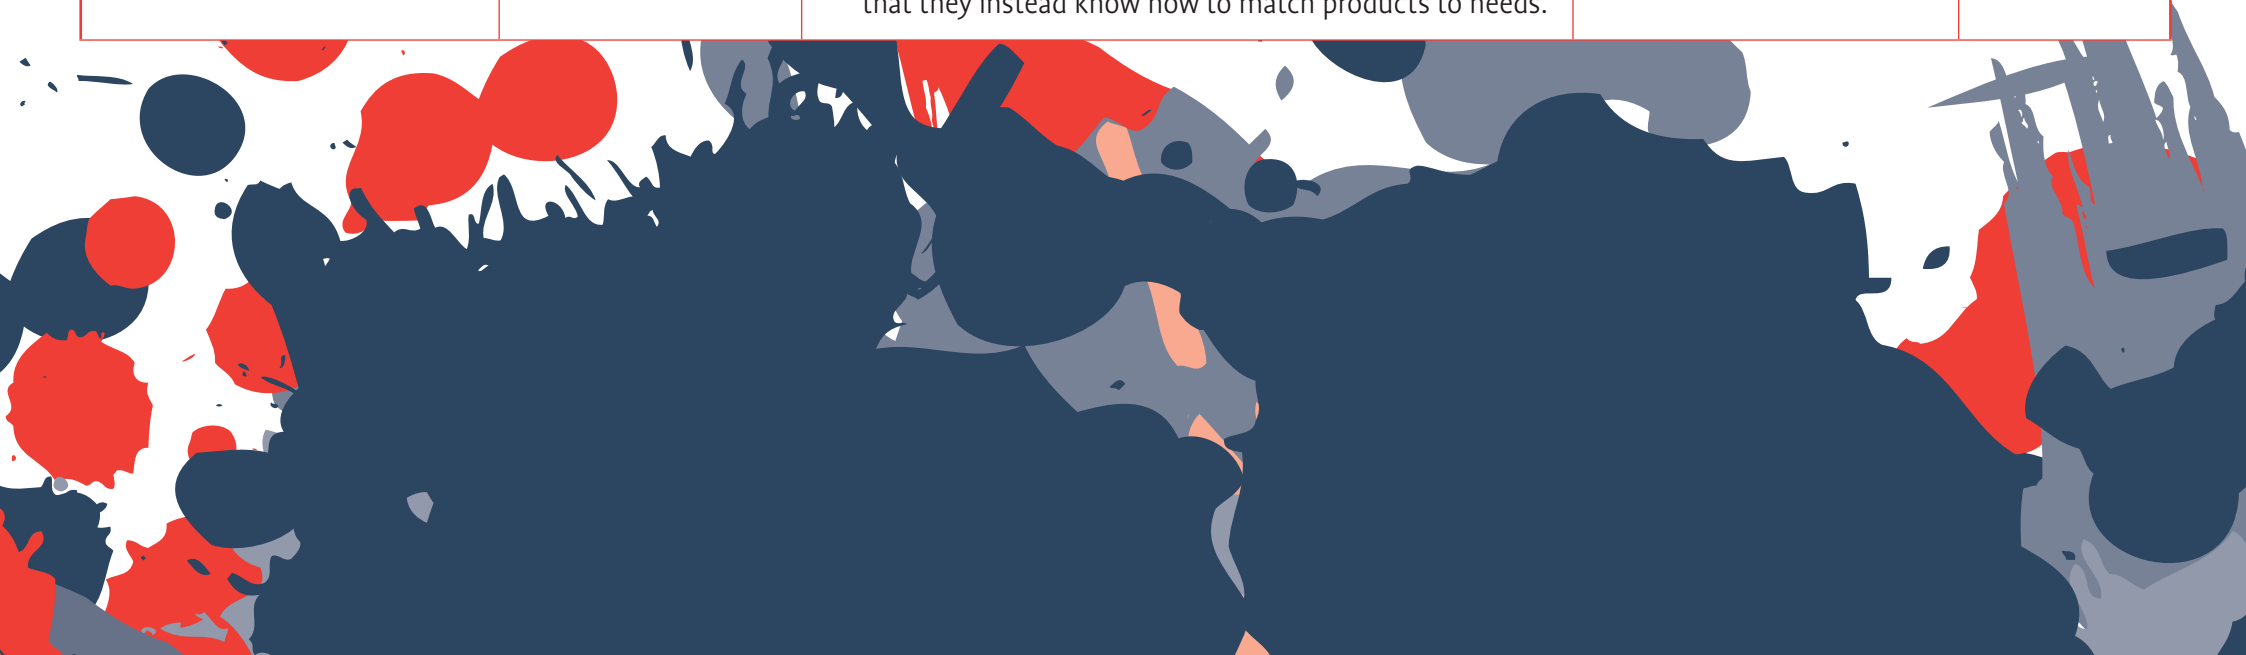 that they instead know how to match products to needs.